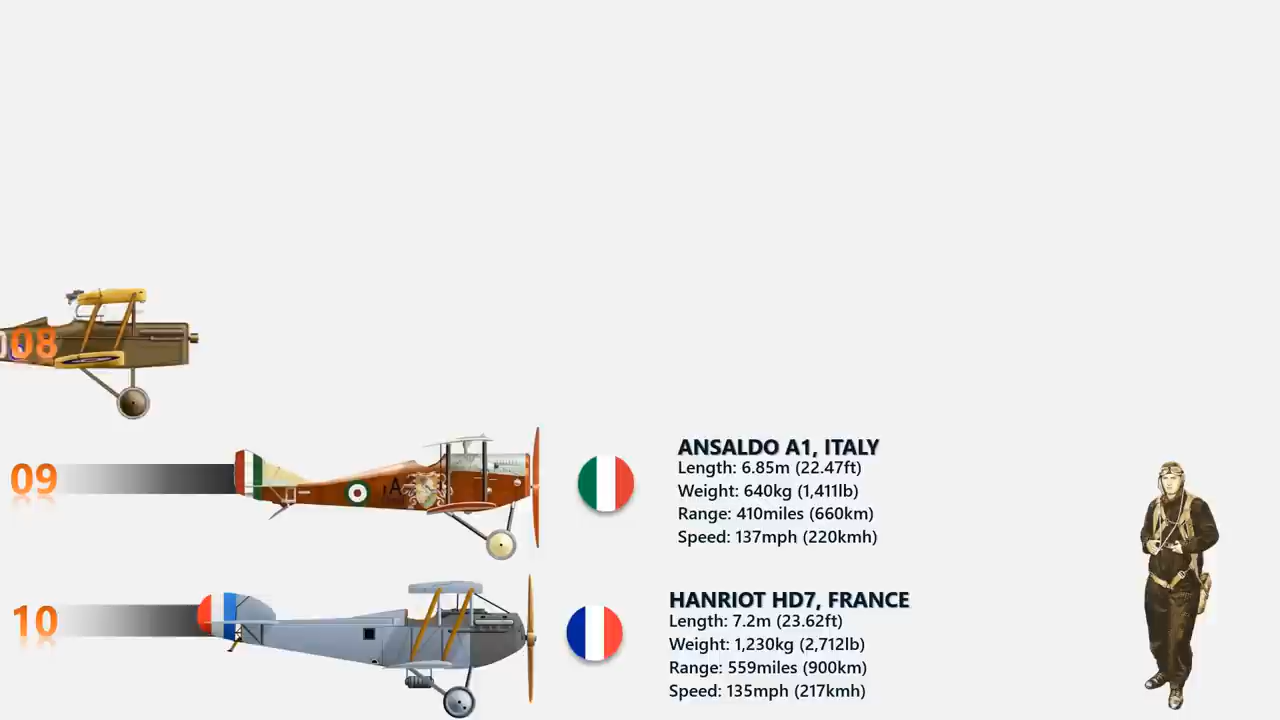 08
09
ANSALDO A1, ITALY
Length: 6.85m (22.47ft)
Weight: 640kg (1,411lb)
Range: 410miles (660km)
Speed: 137mph (220kmh)
10
HANRIOT HD7, FRANCE
Length: 7.2m (23.62ft)
Weight: 1,230kg (2,712lb)
Range: 559miles (900km)
Speed: 135mph (217kmh)